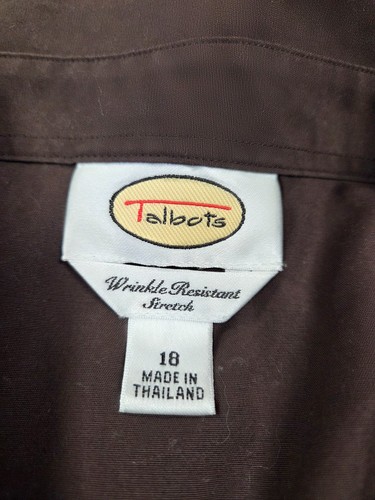 Talbots
Wrinkle Resistant
Stretch
18
MADE IN
THAILAND